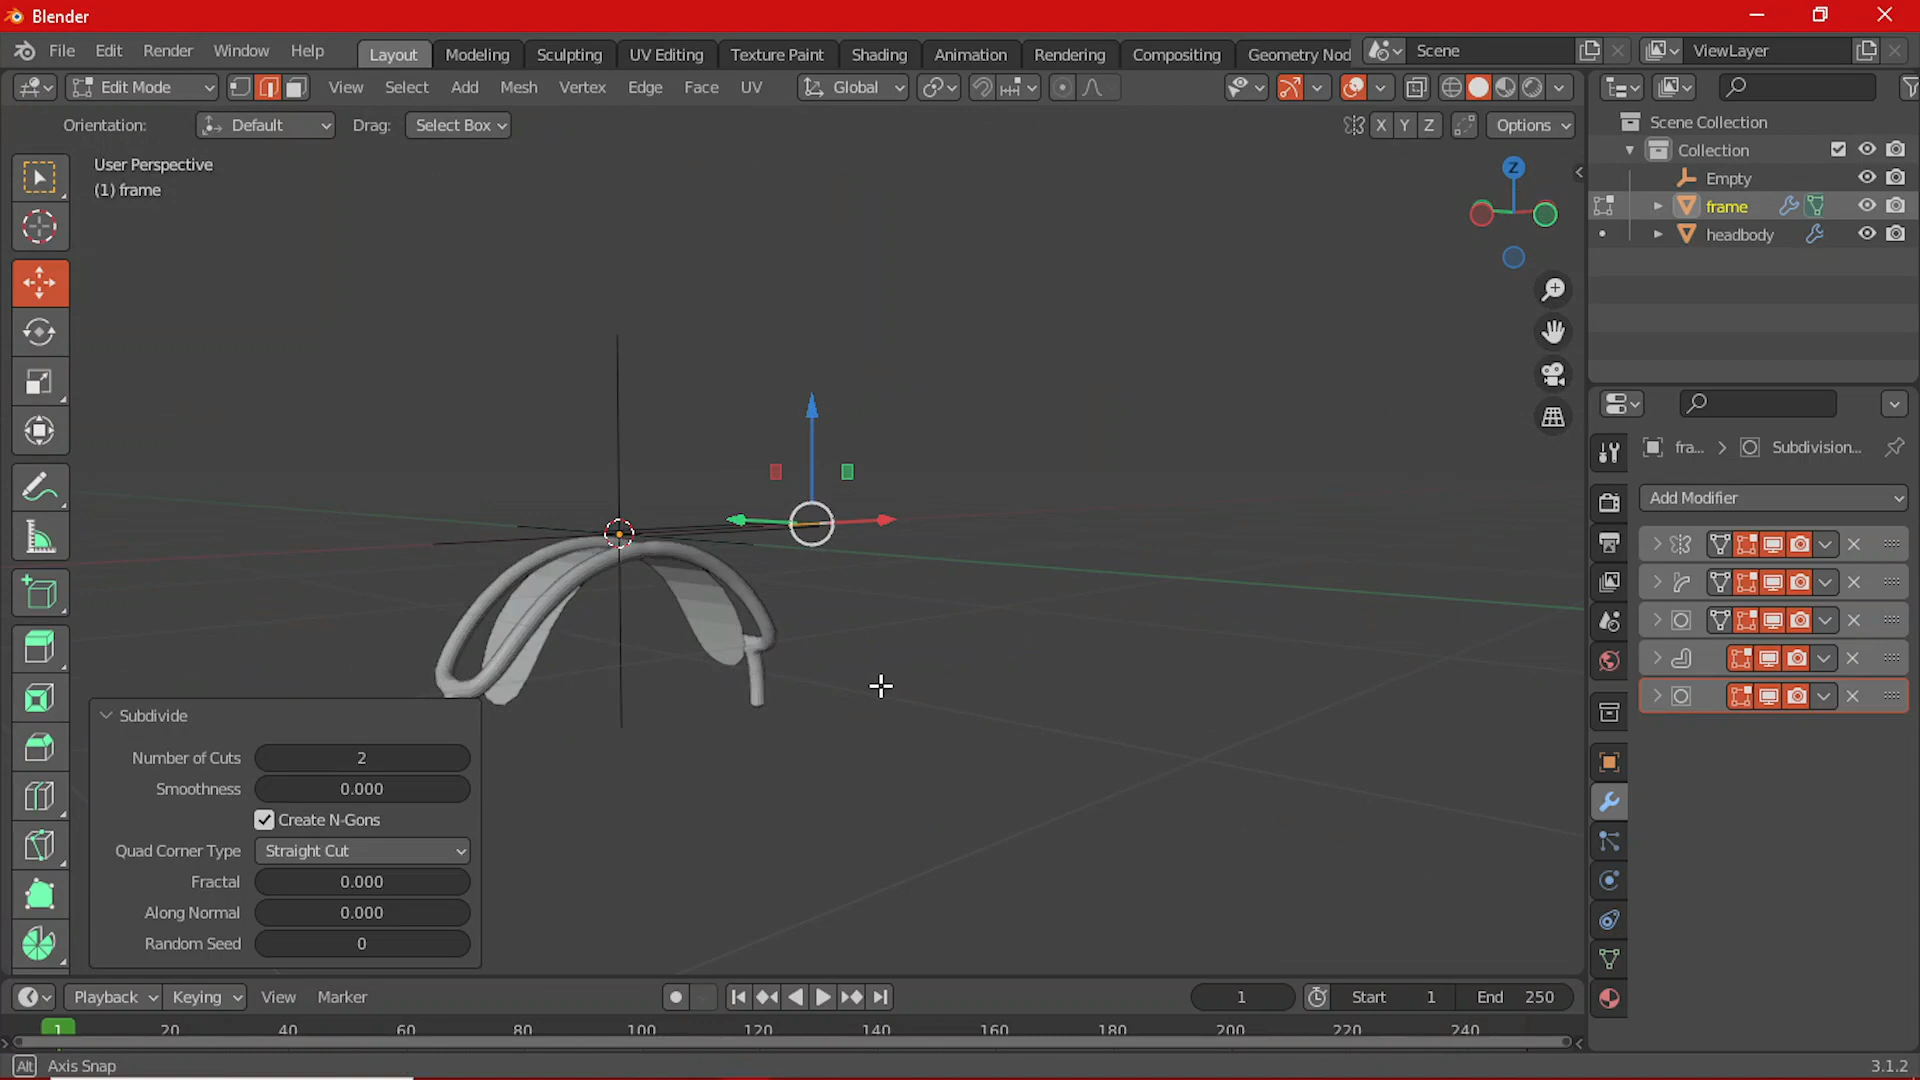 Blender
File Edit Render Window Help Layout Modeling Sculpting UV Editing Texture Paint Shading Animation Rendering Compositing Geometry Nod Scene ViewLayer
Edit Mode View Select Add Mesh Vertex Edge Face UV Global
Orientation: Default Drag: Select Box X Y Z Options
User Perspective
(1) frame
Z
Scene Collection
Collection
Empty
frame
headbody
fra... Subdivision...
Add Modifier
Subdivide
Number of Cuts 2
Smoothness 0.000
Create N-Gons
Quad Corner Type Straight Cut
Fractal 0.000
Along Normal 0.000
Random Seed 0
Playback Keying View Marker 1 Start 1 End 250
1 20 40 60 80 100 120 140 160 180 200 220 240
Alt Axis Snap 3.1.2